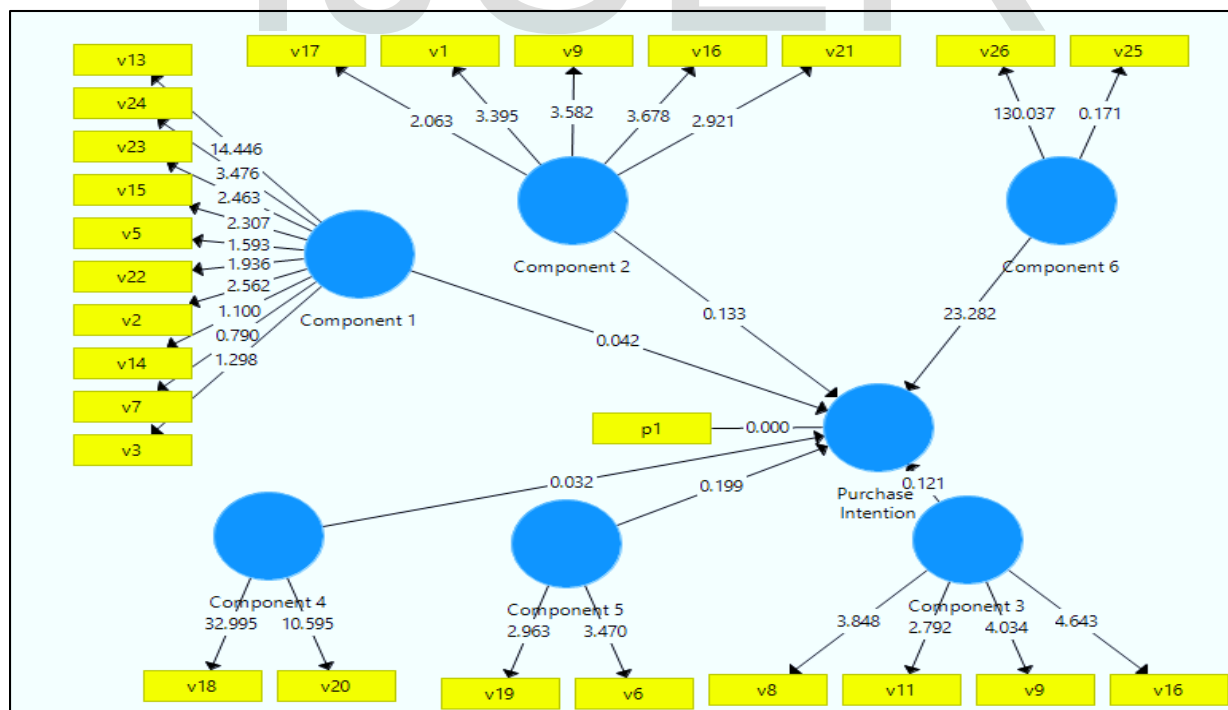 IJSER
v17
v1
v9
v16
v21
v26
v25
v13
v24
v23
v15
v5
v22
v2
v14
v7
v3
14.446
3.476
2.463
2.307
1.593
1.936
2.562
1.100
0.790
1.298
Component 1
2.063
3.395
3.582
3.678
2.921
Component 2
130.037
0.171
Component 6
0.042
0.133
23.282
p1
0.000
Purchase
Intention
0.032
0.199
0.121
Component 4
32.995
10.595
v18
v20
Component 5
2.963
3.470
v19
v6
Component 3
3.848
2.792
4.034
4.643
v8
v11
v9
v16